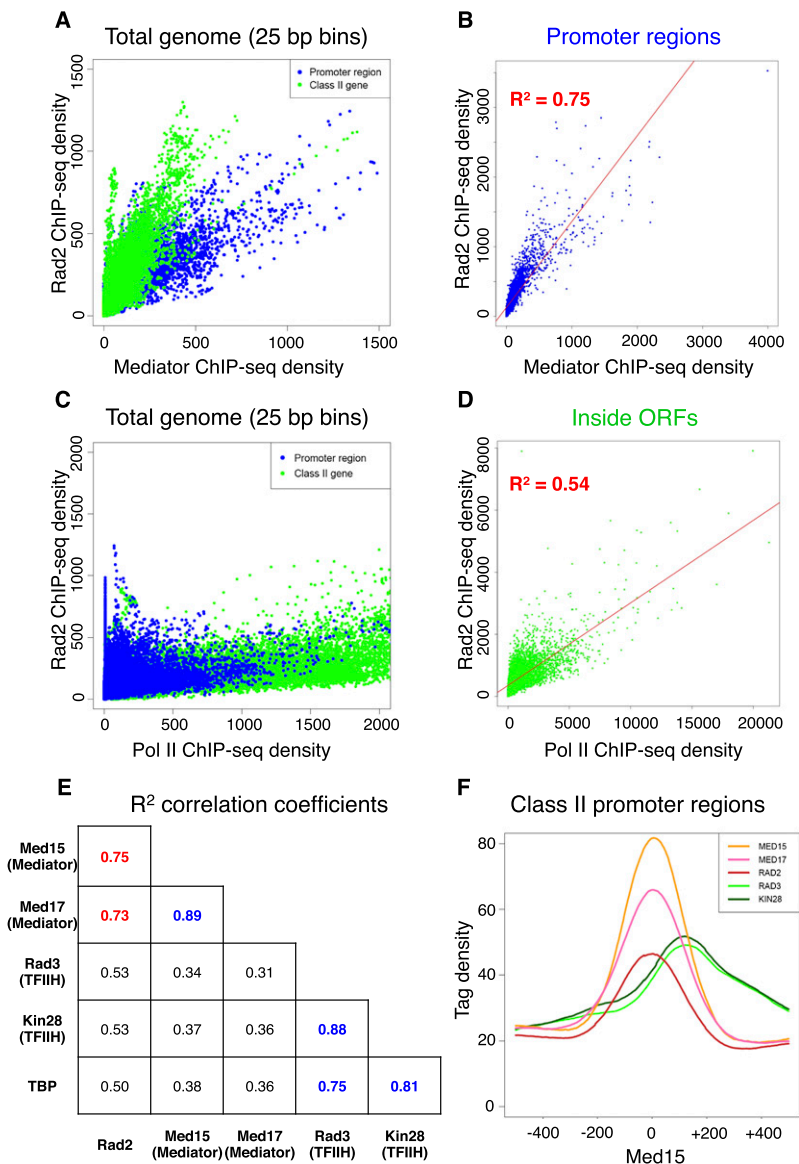 A
Total genome (25 bp bins)
Promoter region
Class II gene
Rad2 ChIP-seq density
0
500
1000
1500
0
500
1000
1500
Mediator ChIP-seq density
B
Promoter regions
R² = 0.75
Rad2 ChIP-seq density
0
1000
2000
3000
0
1000
2000
3000
4000
Mediator ChIP-seq density
C
Total genome (25 bp bins)
Promoter region
Class II gene
Rad2 ChIP-seq density
0
500
1000
1500
2000
0
500
1000
1500
2000
Pol II ChIP-seq density
D
Inside ORFs
R² = 0.54
Rad2 ChIP-seq density
0
2000
4000
6000
8000
0
5000
10000
15000
20000
Pol II ChIP-seq density
E
R² correlation coefficients
Med15
(Mediator)
0.75
Med17
(Mediator)
0.73
0.89
Rad3
(TFIIH)
0.53
0.34
0.31
Kin28
(TFIIH)
0.53
0.37
0.36
0.88
TBP
0.50
0.38
0.36
0.75
0.81
Rad2
Med15
(Mediator)
Med17
(Mediator)
Rad3
(TFIIH)
Kin28
(TFIIH)
F
Class II promoter regions
MED15
MED17
RAD2
RAD3
KIN28
Tag density
80
60
40
20
0
-400
-200
0
+200
+400
Med15